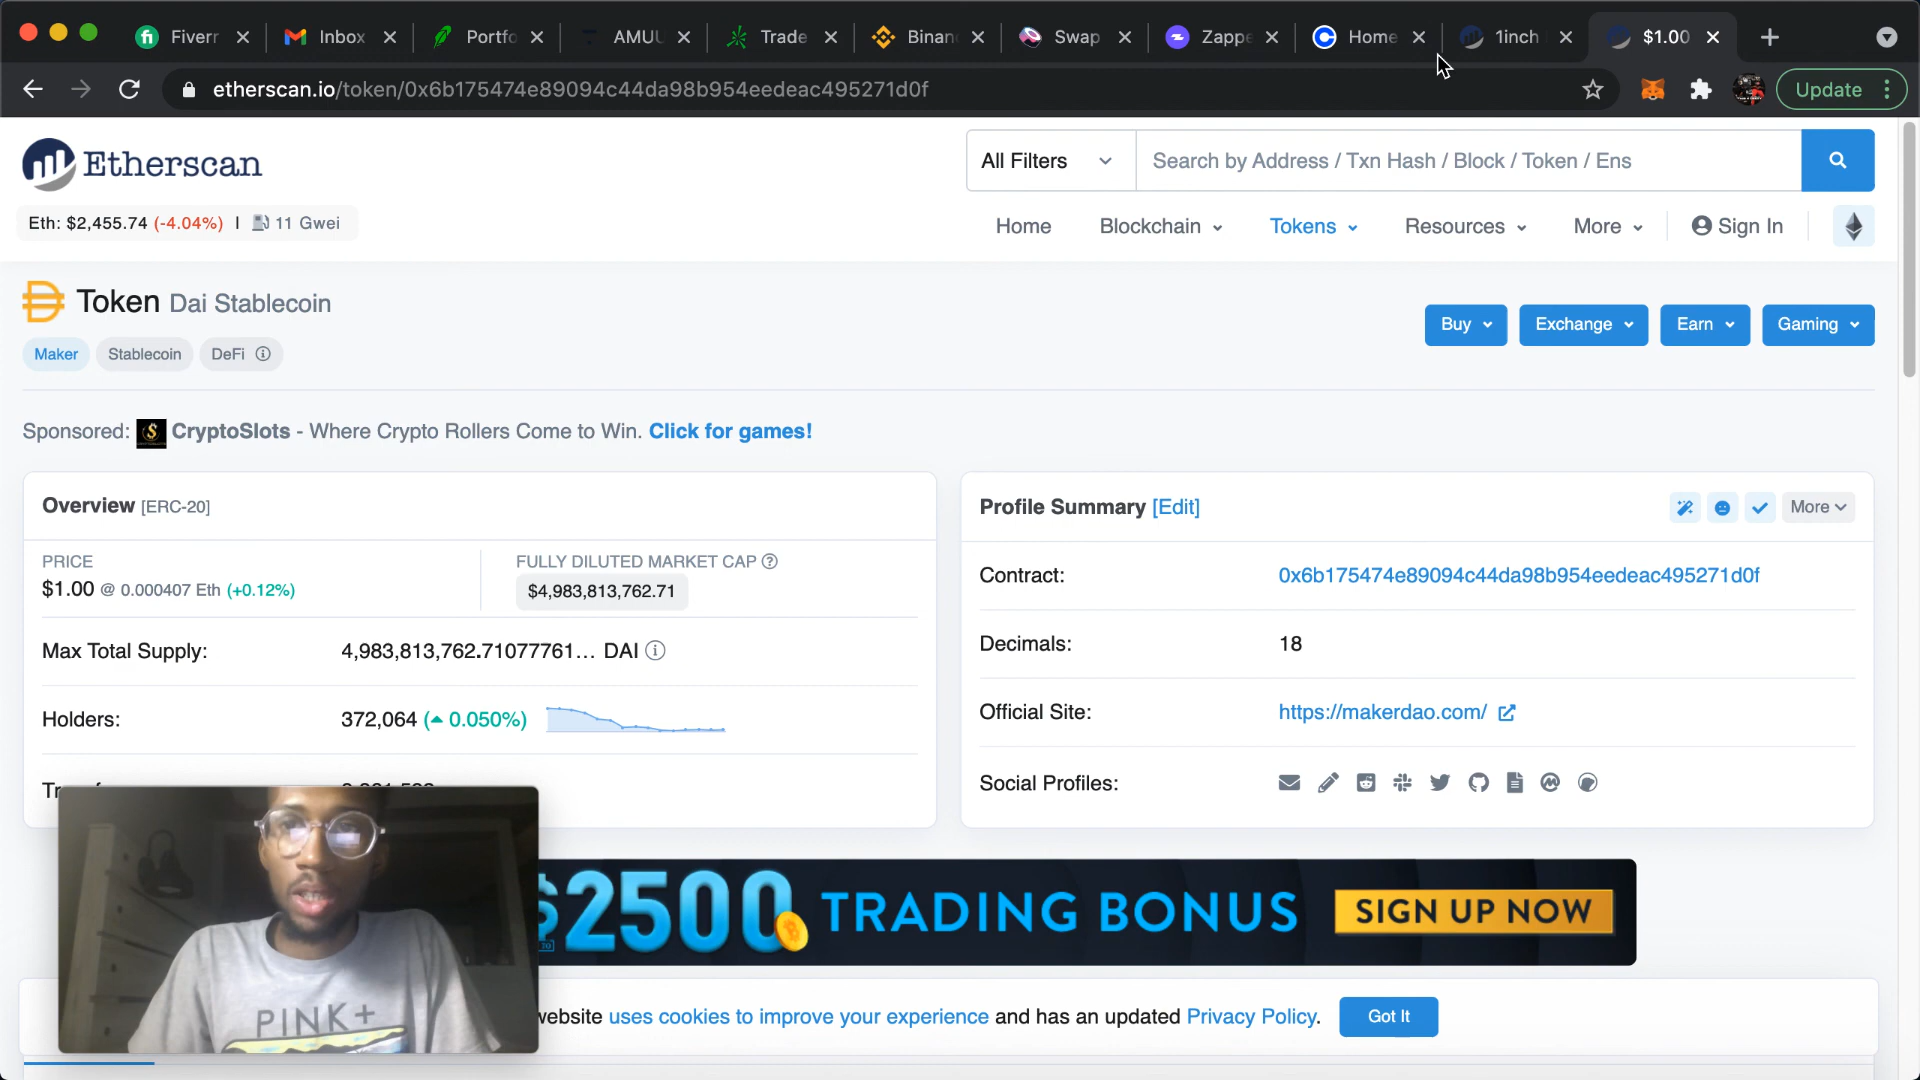 Fiverr
Inbox
Portfo
AMUU
Trade
Binan
Swap
Zappe
Home
1inch
$1.00
etherscan.io/token/0x6b175474e89094c44da98b954eedeac495271d0f
Update
Etherscan
All Filters
Search by Address / Txn Hash / Block / Token / Ens
Eth: $2,455.74 (-4.04%) | 11 Gwei
Home
Blockchain
Tokens
Resources
More
Sign In
Token Dai Stablecoin
Maker
Stablecoin
DeFi
Buy
Exchange
Earn
Gaming
Sponsored: CryptoSlots - Where Crypto Rollers Come to Win. Click for games!
Overview [ERC-20]
PRICE
$1.00 @ 0.000407 Eth (+0.12%)
FULLY DILUTED MARKET CAP
$4,983,813,762.71
Max Total Supply: 4,983,813,762.71077761... DAI
Holders: 372,064 (0.050%)
Profile Summary [Edit]
More
Contract: 0x6b175474e89094c44da98b954eedeac495271d0f
Decimals: 18
Official Site: https://makerdao.com/
Social Profiles:
$2500 TRADING BONUS
SIGN UP NOW
PINK+
website uses cookies to improve your experience and has an updated Privacy Policy.
Got It